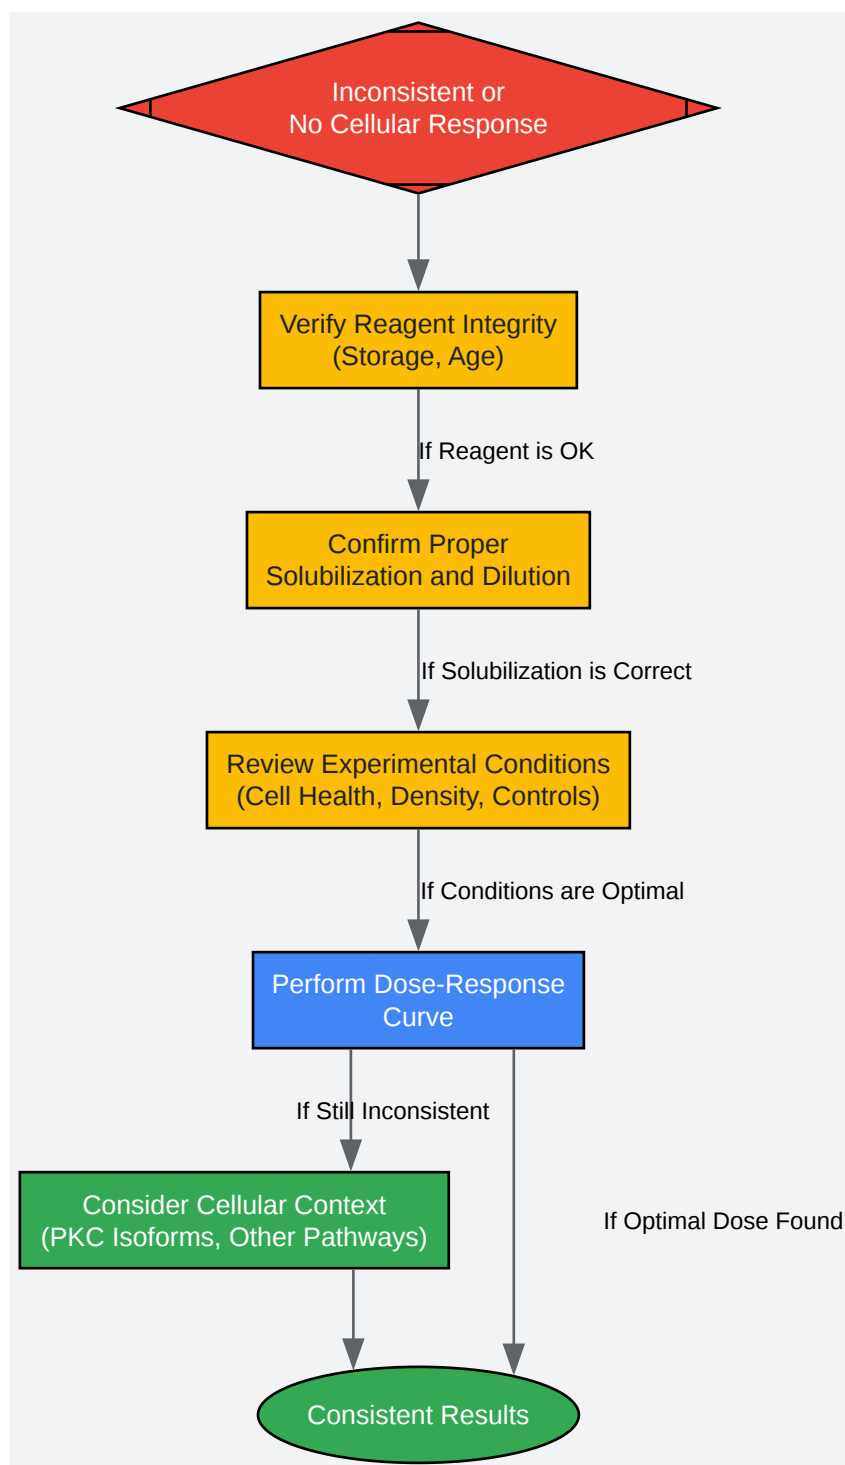 Inconsistent or
No Cellular Response
Verify Reagent Integrity
(Storage, Age)
If Reagent is OK
Confirm Proper
Solubilization and Dilution
If Solubilization is Correct
Review Experimental Conditions
(Cell Health, Density, Controls)
If Conditions are Optimal
Perform Dose-Response
Curve
If Still Inconsistent
Consider Cellular Context
(PKC Isoforms, Other Pathways)
If Optimal Dose Found
Consistent Results